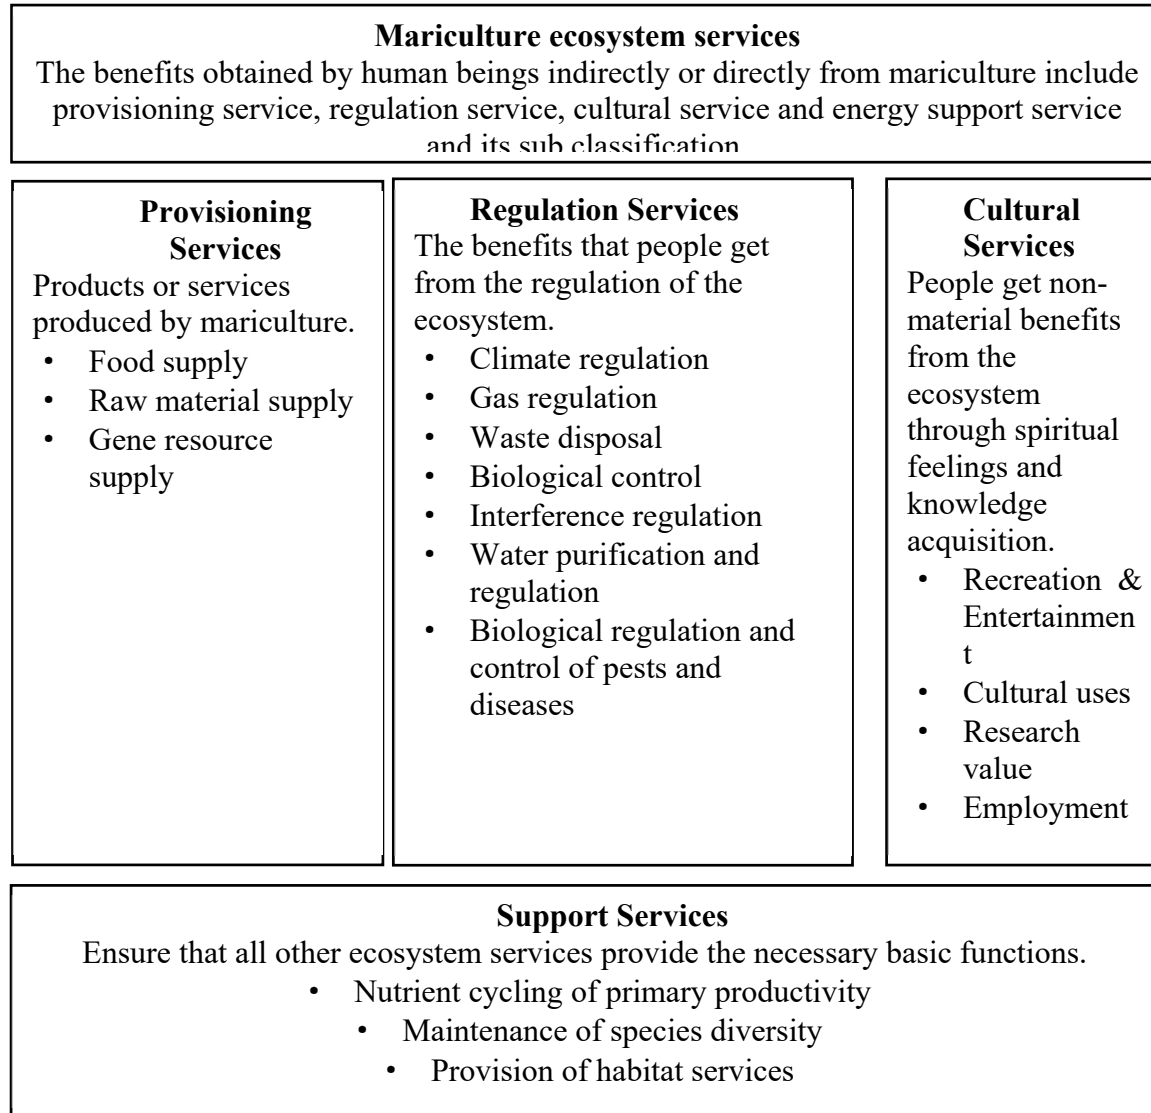 Mariculture ecosystem services
The benefits obtained by human beings indirectly or directly from mariculture include
provisioning service, regulation service, cultural service and energy support service
and its sub classification
Provisioning
Services
Products or services
produced by mariculture.
• Food supply
• Raw material supply
• Gene resource
supply
Regulation Services
The benefits that people get
from the regulation of the
ecosystem.
• Climate regulation
• Gas regulation
• Waste disposal
• Biological control
• Interference regulation
• Water purification and
regulation
• Biological regulation and
control of pests and
diseases
Cultural
Services
People get non-
material benefits
from the
ecosystem
through spiritual
feelings and
knowledge
acquisition.
• Recreation &
Entertainmen
t
• Cultural uses
• Research
value
• Employment
Support Services
Ensure that all other ecosystem services provide the necessary basic functions.
• Nutrient cycling of primary productivity
• Maintenance of species diversity
• Provision of habitat services